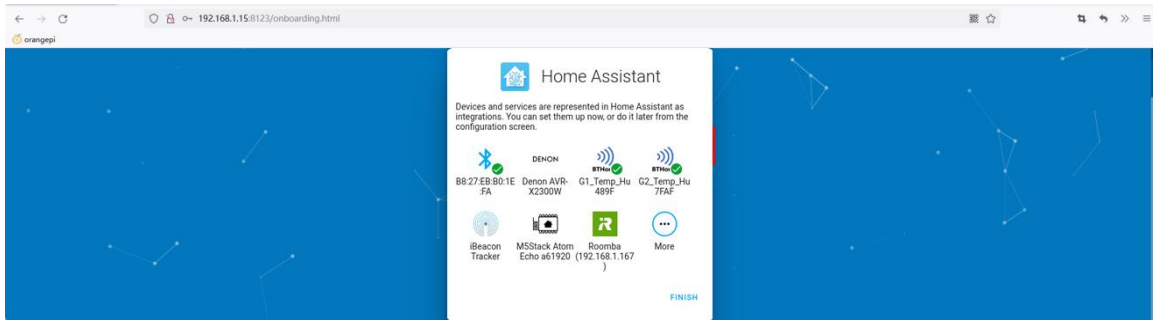 192.168.1.15:8123/onboarding.html
orangepi
Home Assistant
Devices and services are represented in Home Assistant as
integrations. You can set them up now, or do it later from the
configuration screen.
DENON
BTHo
BTHo
B8:27:EB:B0:1E
:FA
Denon AVR-
X2300W
G1_Temp_Hu
489F
G2_Temp_Hu
7FAF
iBeacon
Tracker
M5Stack Atom
Echo a61920
Roomba
(192.168.1.167
)
More
FINISH